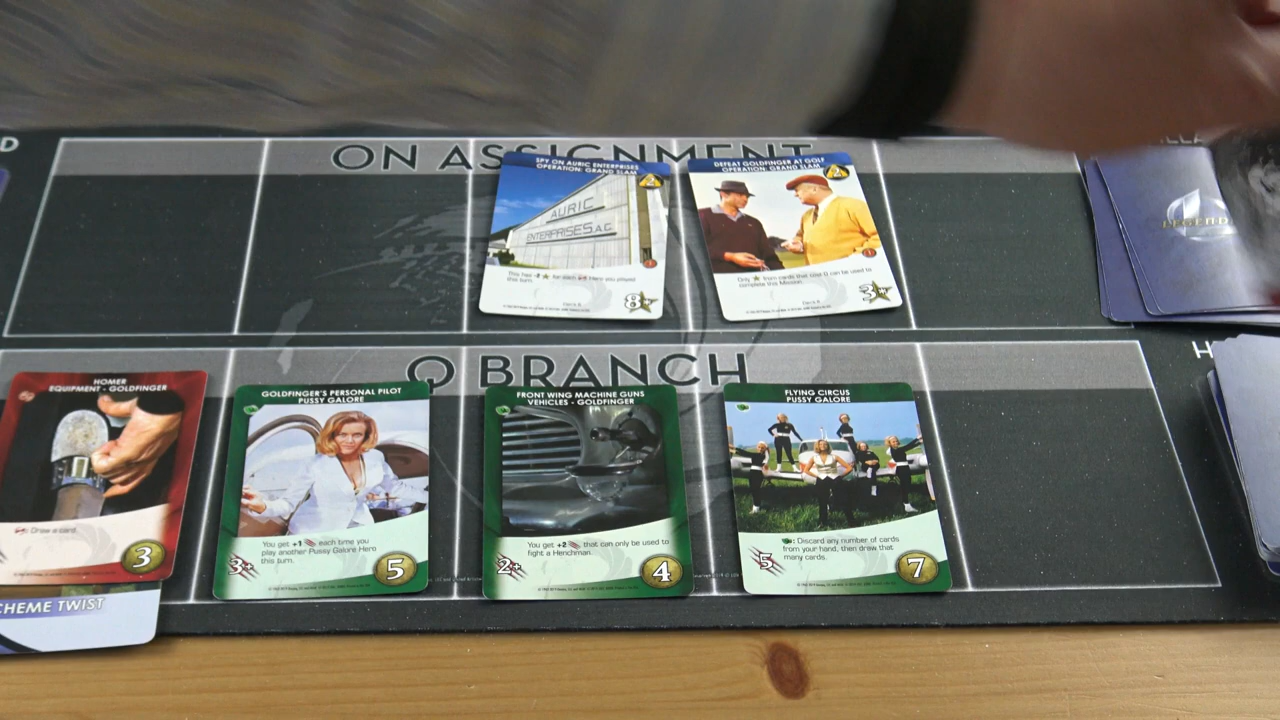 D
ON ASSIGNMENT
SPY ON AURIC ENTERPRISES
OPERATION: GRAND SLAM
AURIC
ENTERPRISES A.G.
this turn.
8*
DEFEAT GOLDFINGER AT GOLF
OPERATION: GRAND SLAM
Only ★ from cards that cost 0 can be used to
complete this Mission.
3*
LEGEND
Q BRANCH
H
HOMER
EQUIPMENT - GOLDFINGER
: Draw a card.
3
CHEME TWIST
GOLDFINGER'S PERSONAL PILOT
PUSSY GALORE
You get +1 each time you
play another Pussy Galore Hero
this turn.
3+
5
FRONT WING MACHINE GUNS
VEHICLES - GOLDFINGER
You get +2 that can only be used to
fight a Henchman.
2+
4
FLYING CIRCUS
PUSSY GALORE
: Discard any number of cards
from your hand, then draw that
many cards.
5
7